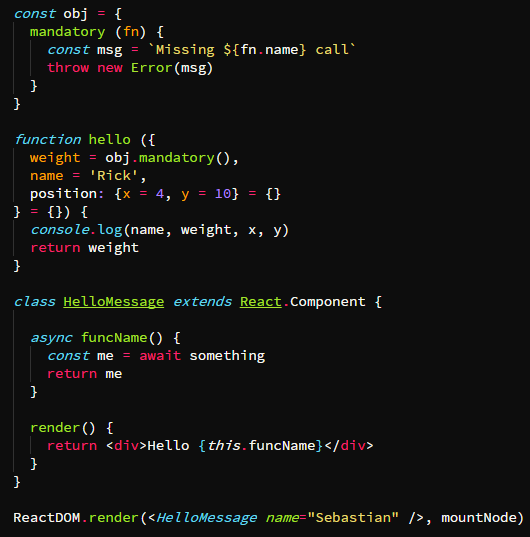 const obj = {
  mandatory (fn) {
    const msg = `Missing ${fn.name} call`
    throw new Error(msg)
  }
}

function hello ({
  weight = obj.mandatory(),
  name = 'Rick',
  position: {x = 4, y = 10} = {}
} = {}) {
  console.log(name, weight, x, y)
  return weight
}

class HelloMessage extends React.Component {

  async funcName() {
    const me = await something
    return me
  }

  render() {
    return <div>Hello {this.funcName}</div>
  }
}

ReactDOM.render(<HelloMessage name="Sebastian" />, mountNode)